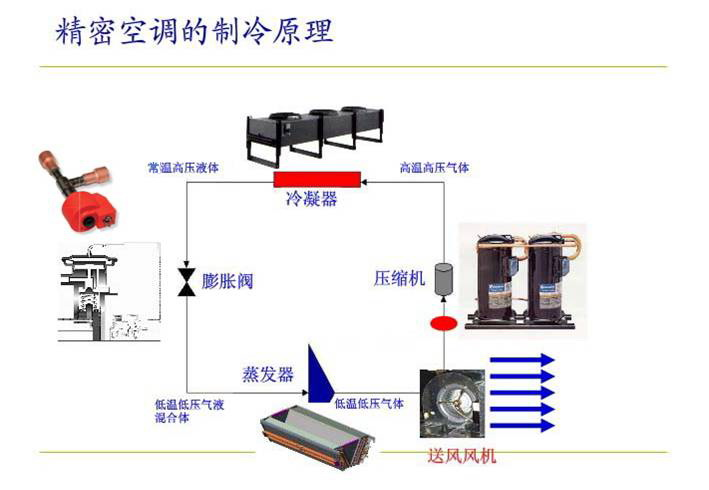 精密空调的制冷原理
常温高压液体
高温高压气体
冷凝器
膨胀阀
压缩机
蒸发器
低温低压气液
混合体
低温低压气体
送风风机